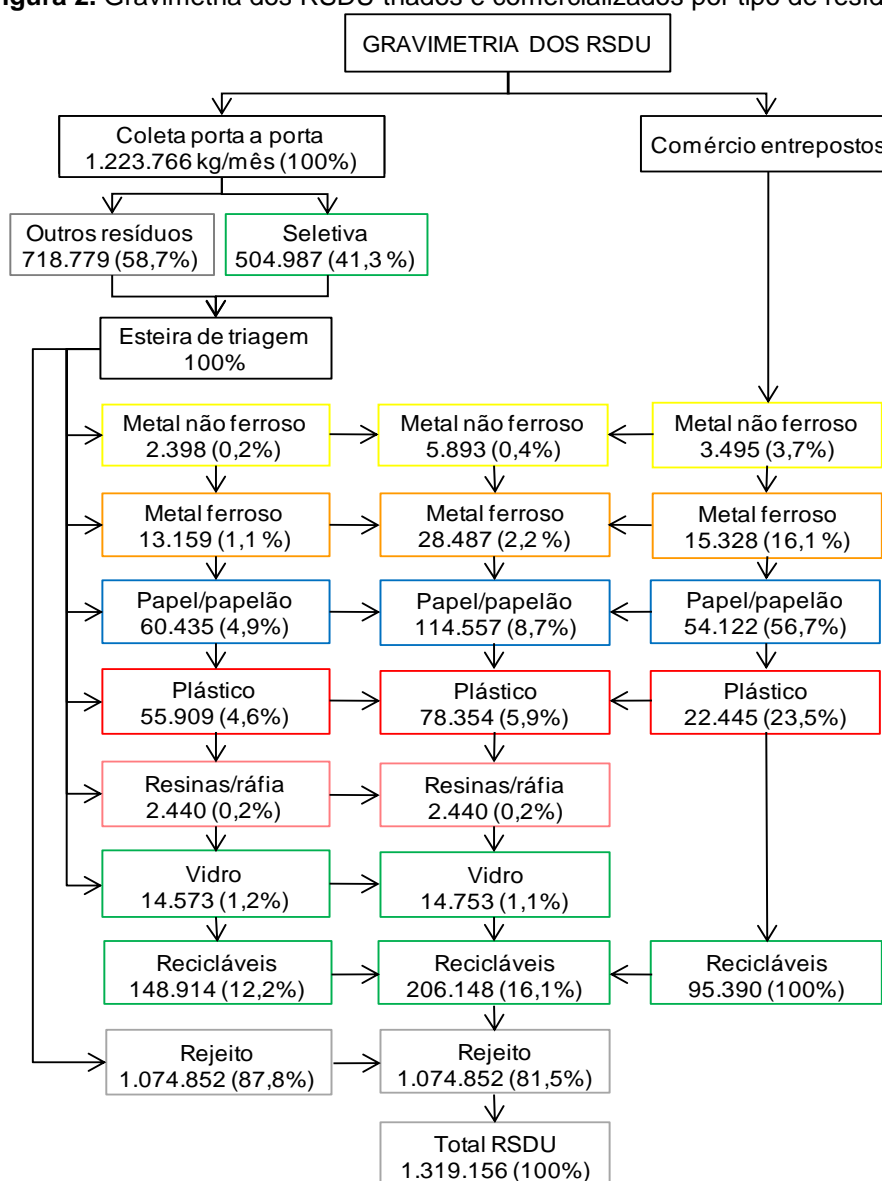 igura 2. Gravimetria dos RSDU triados e comercializados por tipo de resíd
GRAVIMETRIA DOS RSDU
Coleta porta a porta
1.223.766 kg/mês (100%)
Comércio entrepostos
Outros resíduos
718.779 (58,7%)
Seletiva
504.987 (41,3 %)
Esteira de triagem
100%
Metal não ferroso
2.398 (0,2%)
Metal não ferroso
5.893 (0,4%)
Metal não ferroso
3.495 (3,7%)
Metal ferroso
13.159 (1,1 %)
Metal ferroso
28.487 (2,2 %)
Metal ferroso
15.328 (16,1 %)
Papel/papelão
60.435 (4,9%)
Papel/papelão
114.557 (8,7%)
Papel/papelão
54.122 (56,7%)
Plástico
55.909 (4,6%)
Plástico
78.354 (5,9%)
Plástico
22.445 (23,5%)
Resinas/ráfia
2.440 (0,2%)
Resinas/ráfia
2.440 (0,2%)
Vidro
14.573 (1,2%)
Vidro
14.753 (1,1%)
Recicláveis
148.914 (12,2%)
Recicláveis
206.148 (16,1%)
Recicláveis
95.390 (100%)
Rejeito
1.074.852 (87,8%)
Rejeito
1.074.852 (81,5%)
Total RSDU
1.319.156 (100%)